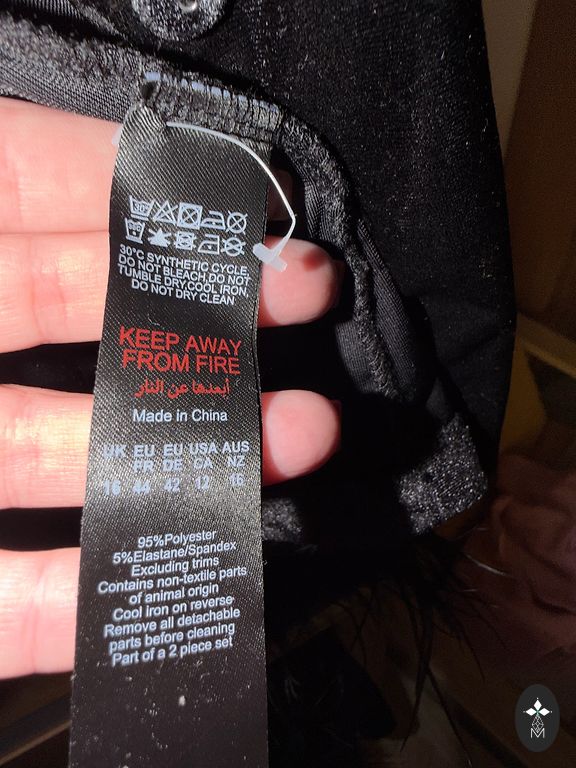 30°C SYNTHETIC CYCLE,
DO NOT BLEACH,DO NOT
TUMBLE DRY,COOL IRON,
DO NOT DRY CLEAN
KEEP AWAY
FROM FIRE
أبعدها عن النار
Made in China
UK EU EU USA AUS
FR DE CA NZ
16 44 42 12 16
95%Polyester
5%Elastane/Spandex
Excluding trims
Contains non-textile parts
of animal origin
Cool iron on reverse
Remove all detachable
parts before cleaning
Part of a 2 piece set